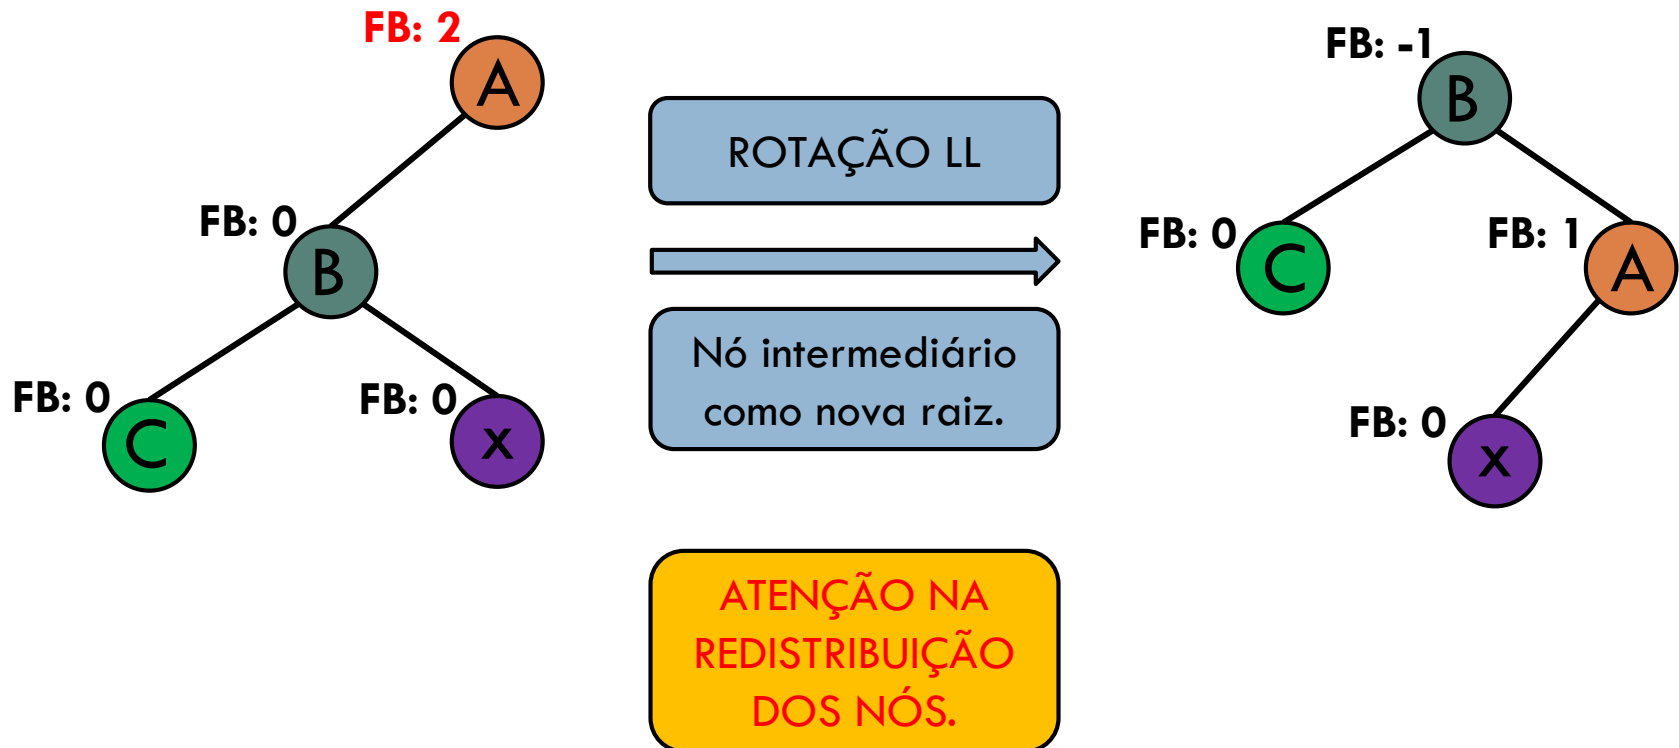 FB: 2
A
FB: 0
B
FB: 0
C
FB: 0
x
ROTAÇÃO LL
Nó intermediário
como nova raiz.
ATENÇÃO NA
REDISTRIBUIÇÃO
DOS NÓS.
FB: -1
B
FB: 0
C
FB: 1
A
FB: 0
x